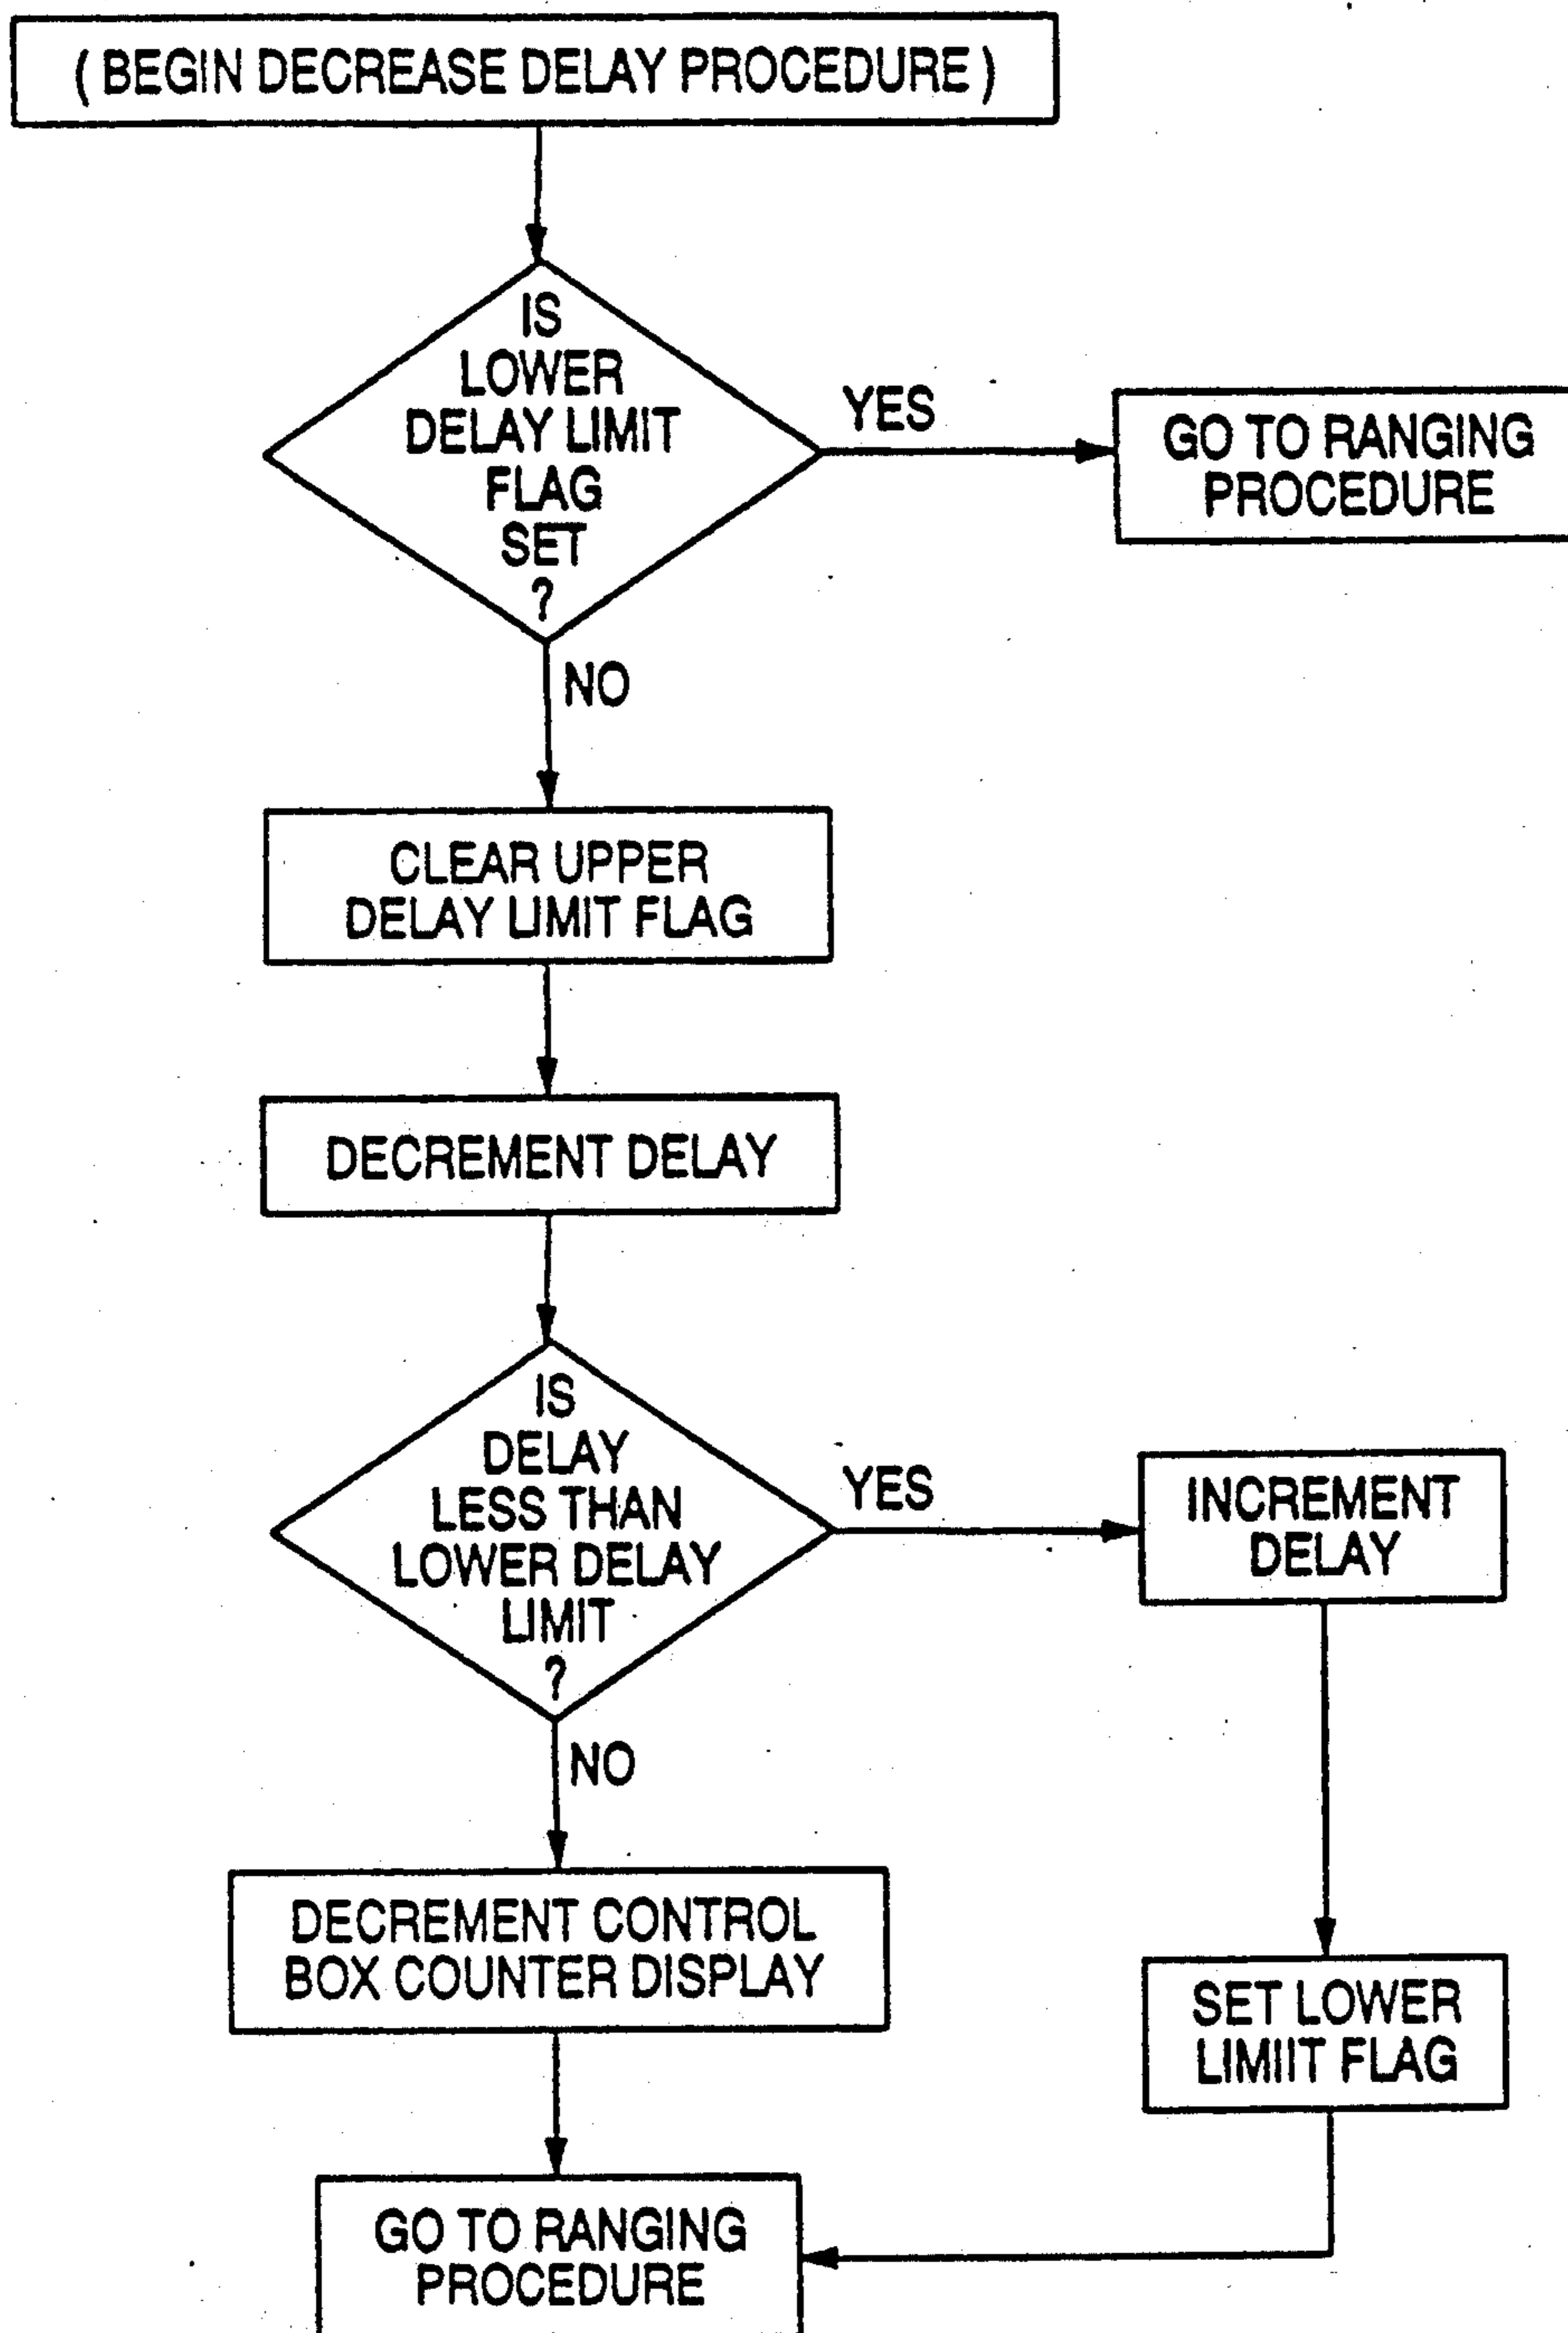 ( BEGIN DECREASE DELAY PROCEDURE )
IS
LOWER
DELAY LIMIT
FLAG
SET
?
YES
GO TO RANGING
PROCEDURE
NO
CLEAR UPPER
DELAY LIMIT FLAG
DECREMENT DELAY
IS
DELAY
LESS THAN
LOWER DELAY
LIMIT
?
YES
INCREMENT
DELAY
NO
DECREMENT CONTROL
BOX COUNTER DISPLAY
SET LOWER
LIMIIT FLAG
GO TO RANGING
PROCEDURE